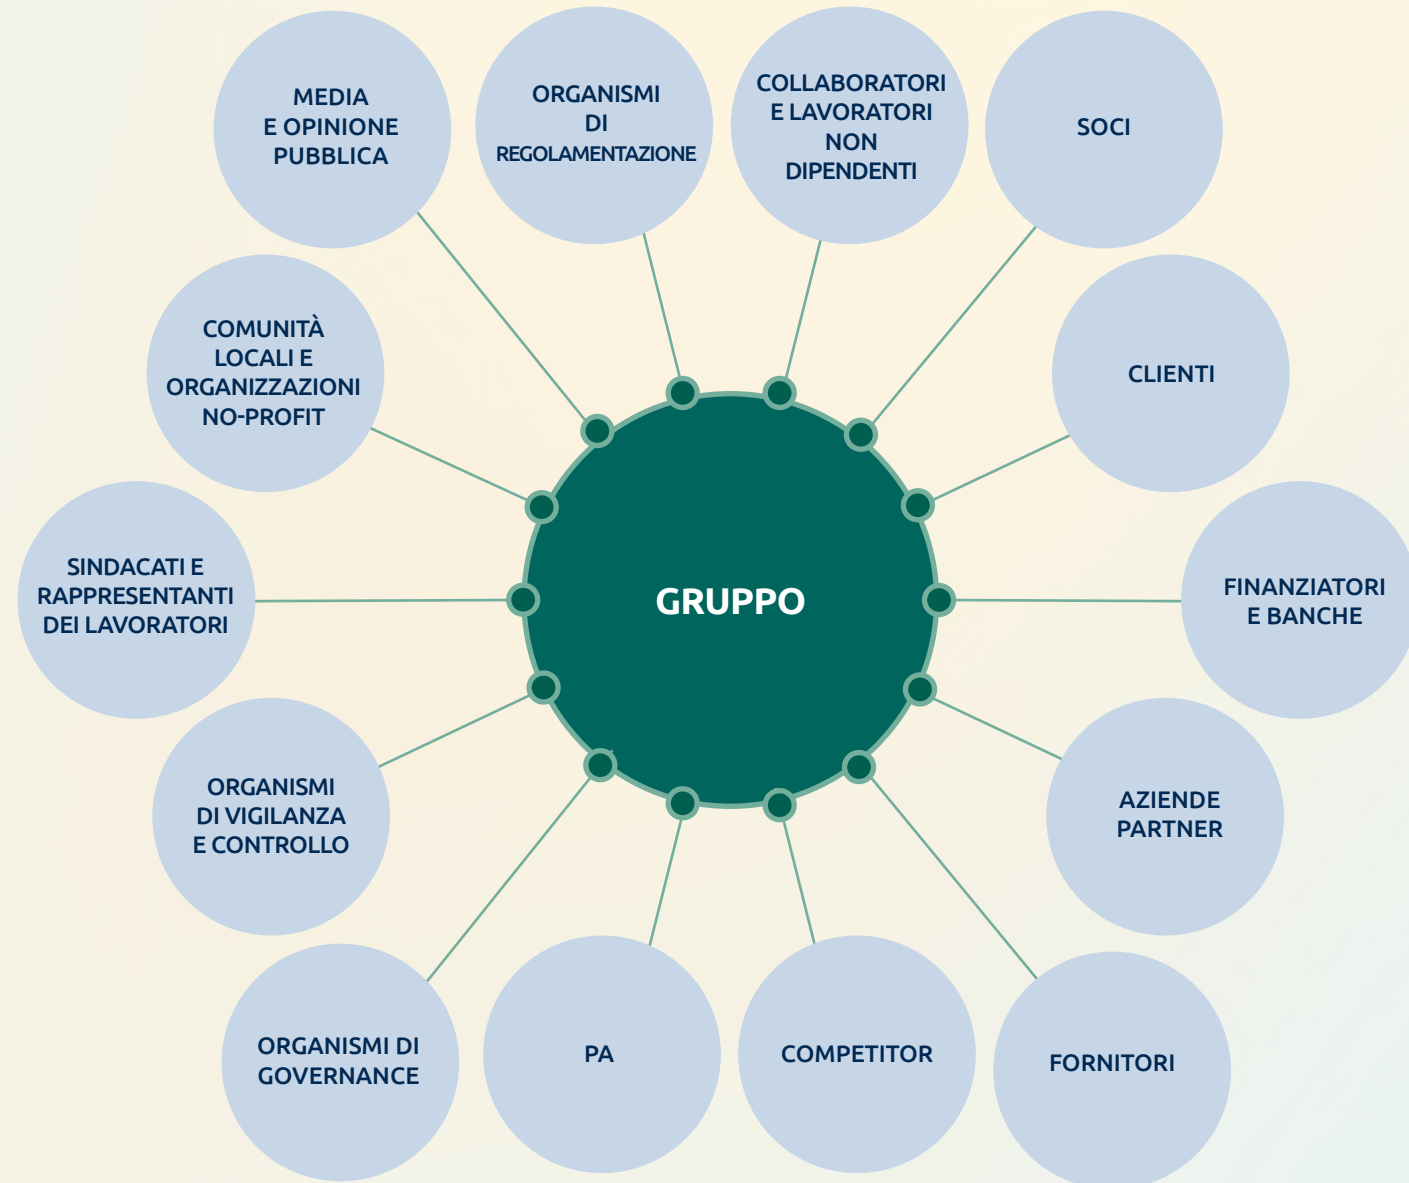 MEDIA
E OPINIONE
PUBBLICA
ORGANISMI
DI
REGOLAMENTAZIONE
COLLABORATORI
E LAVORATORI
NON
DIPENDENTI
SOCI
COMUNITÀ
LOCALI E
ORGANIZZAZIONI
NO-PROFIT
CLIENTI
SINDACATI E
RAPPRESENTANTI
DEI LAVORATORI
GRUPPO
FINANZIATORI
E BANCHE
ORGANISMI
DI VIGILANZA
E CONTROLLO
AZIENDE
PARTNER
ORGANISMI DI
GOVERNANCE
PA
COMPETITOR
FORNITORI